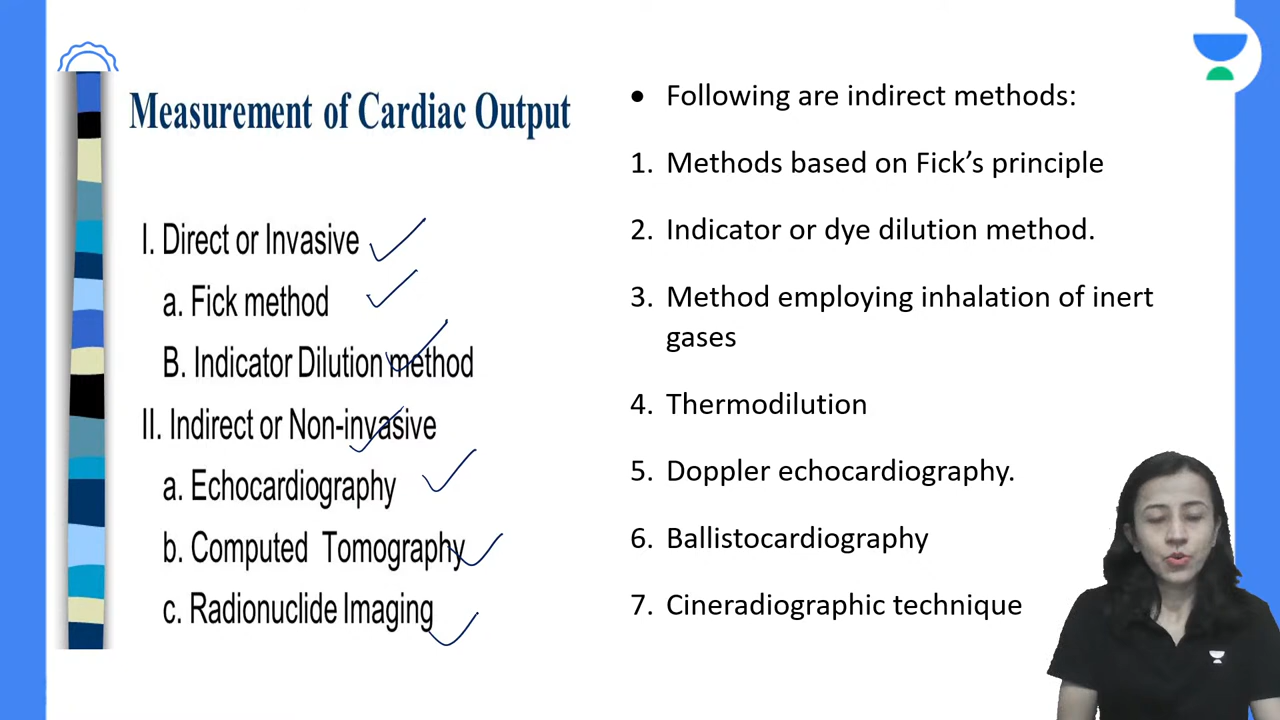 Measurement of Cardiac Output
I. Direct or Invasive
a. Fick method
B. Indicator Dilution method
II. Indirect or Non-invasive
a. Echocardiography
b. Computed Tomography
c. Radionuclide Imaging
• Following are indirect methods:
1. Methods based on Fick’s principle
2. Indicator or dye dilution method.
3. Method employing inhalation of inert
gases
4. Thermodilution
5. Doppler echocardiography.
6. Ballistocardiography
7. Cineradiographic technique